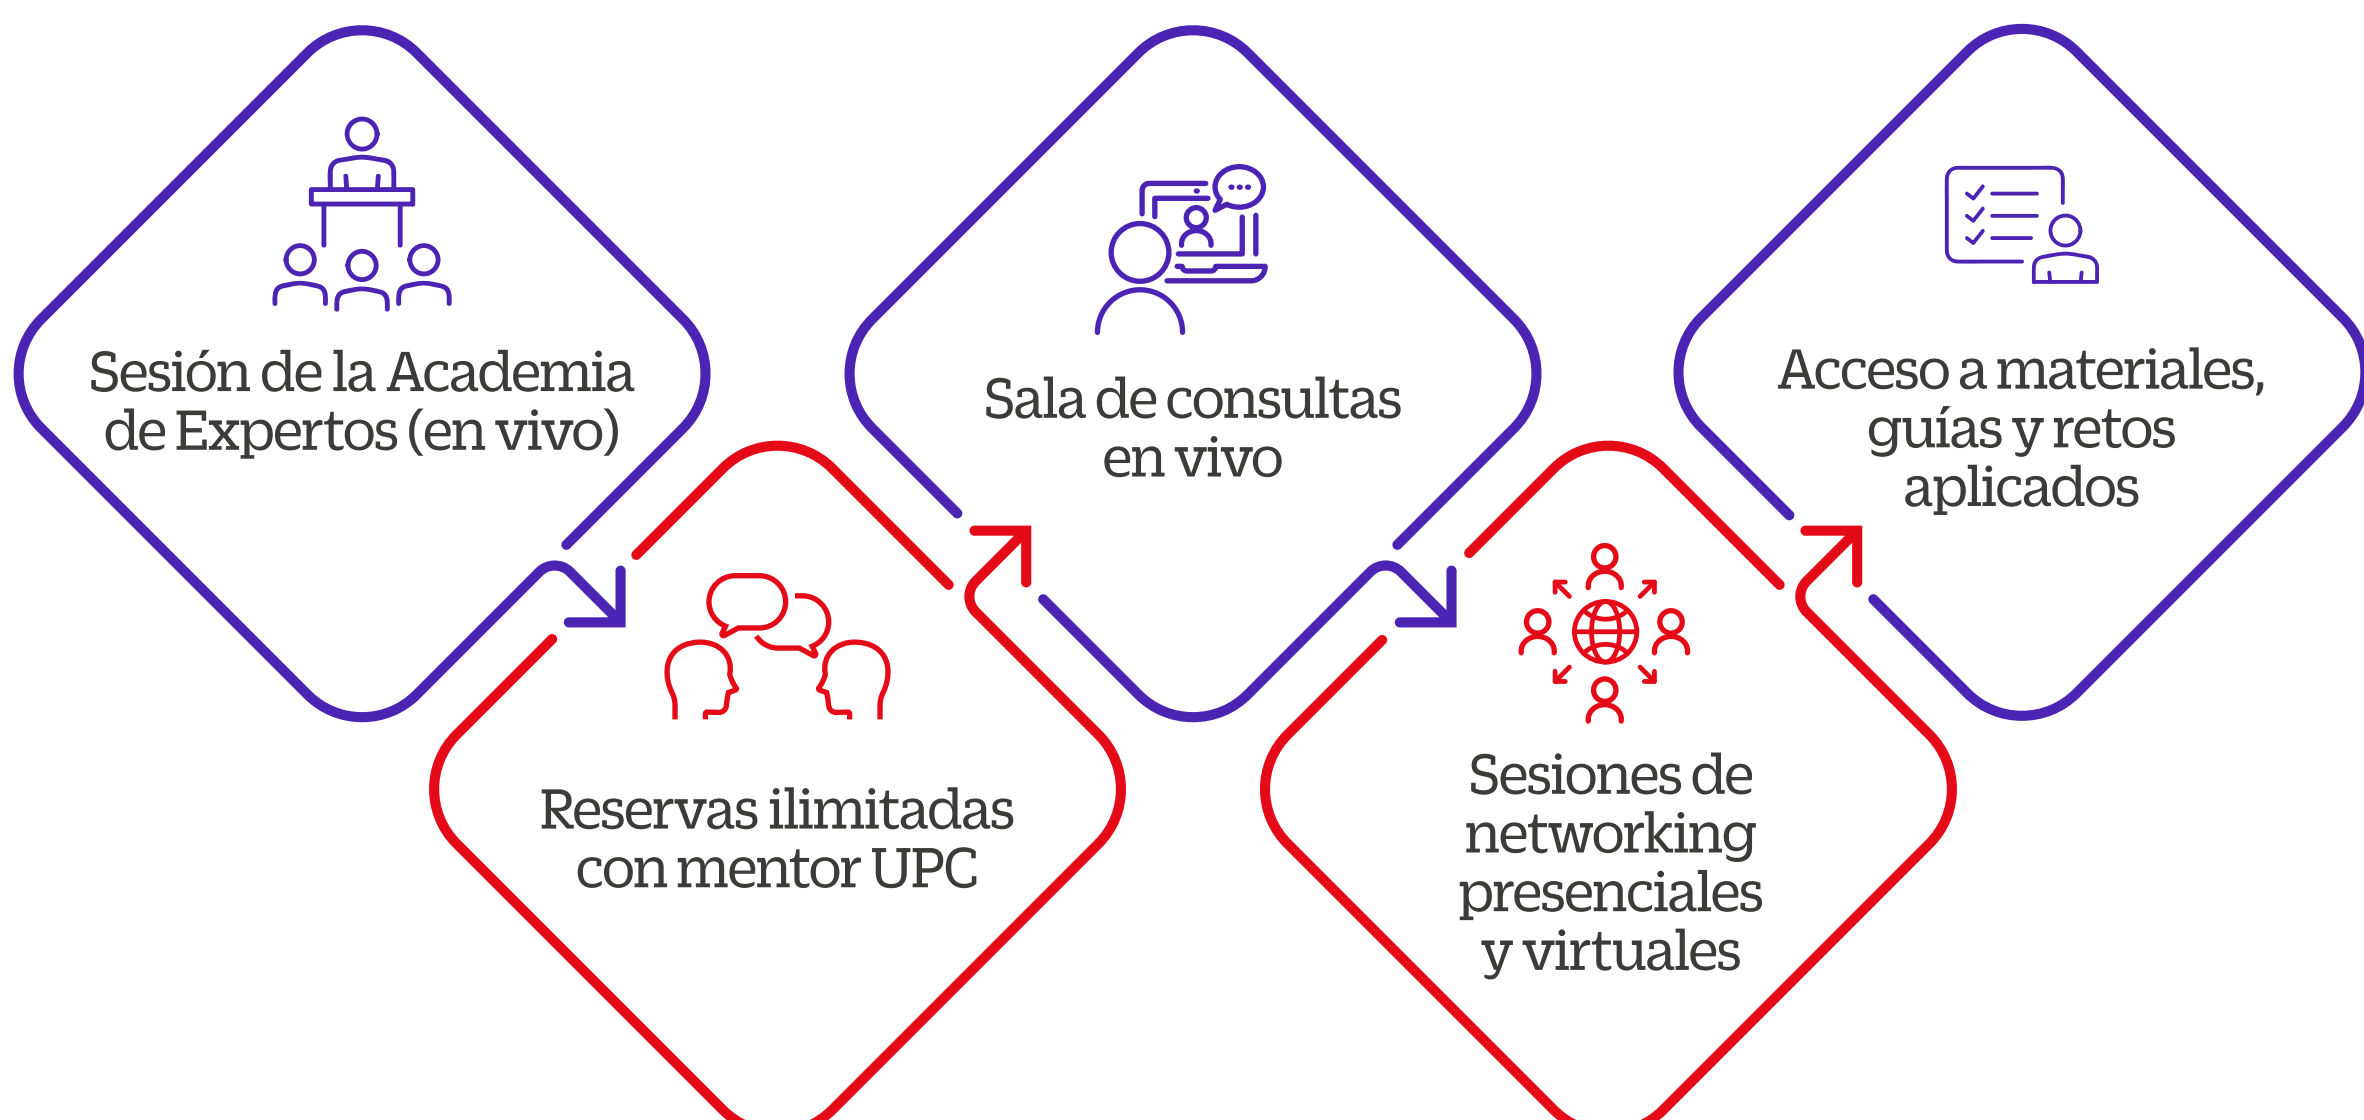 Sesión de la Academia
de Expertos (en vivo)
Reservas ilimitadas
con mentor UPC
Sala de consultas
en vivo
Sesiones de
networking
presenciales
y virtuales
Acceso a materiales,
guías y retos
aplicados